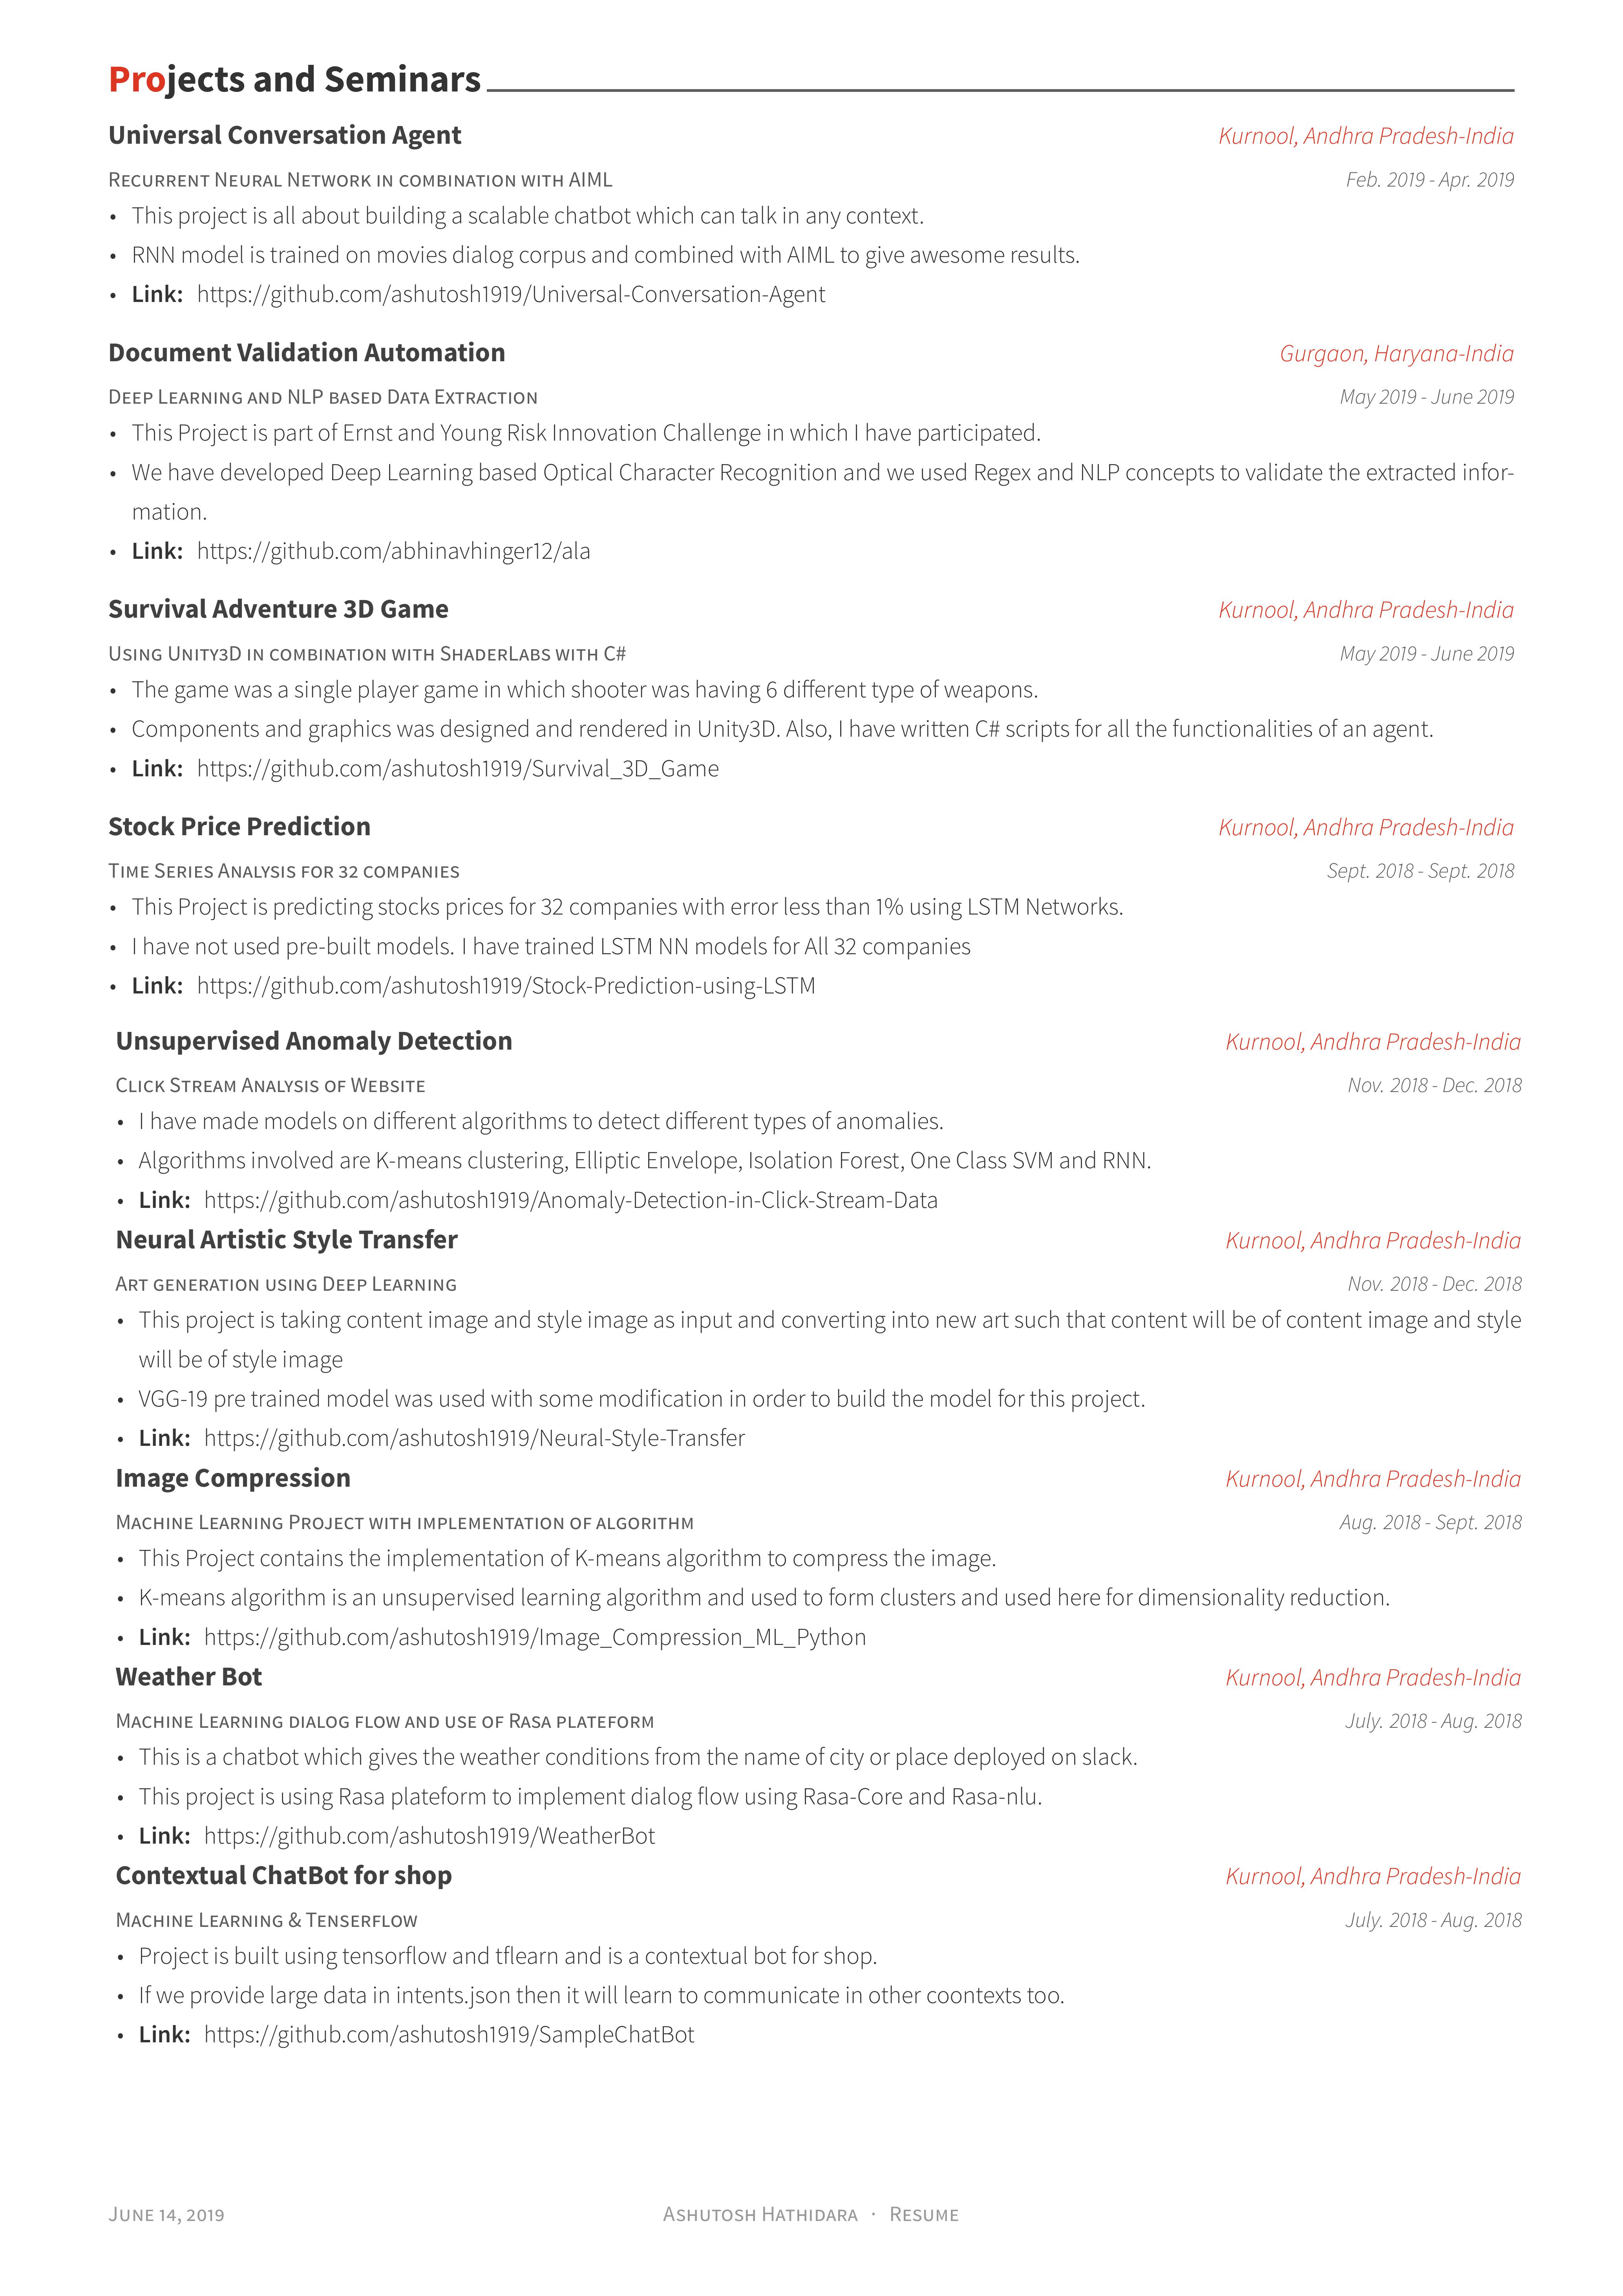 Projects and Seminars
Universal Conversation Agent Kurnool, Andhra Pradesh-India
Recurrent Neural Network in combination with AIML Feb. 2019 - Apr. 2019
• This project is all about building a scalable chatbot which can talk in any context.
• RNN model is trained on movies dialog corpus and combined with AIML to give awesome results.
• Link: https://github.com/ashutosh1919/Universal-Conversation-Agent
Document Validation Automation Gurgaon, Haryana-India
Deep Learning and NLP based Data Extraction May 2019 - June 2019
• This Project is part of Ernst and Young Risk Innovation Challenge in which I have participated.
• We have developed Deep Learning based Optical Character Recognition and we used Regex and NLP concepts to validate the extracted infor-
mation.
• Link: https://github.com/abhinavhinger12/ala
Survival Adventure 3D Game Kurnool, Andhra Pradesh-India
Using Unity3D in combination with ShaderLabs with C# May 2019 - June 2019
• The game was a single player game in which shooter was having 6 different type of weapons.
• Components and graphics was designed and rendered in Unity3D. Also, I have written C# scripts for all the functionalities of an agent.
• Link: https://github.com/ashutosh1919/Survival_3D_Game
Stock Price Prediction Kurnool, Andhra Pradesh-India
Time Series Analysis for 32 companies Sept. 2018 - Sept. 2018
• This Project is predicting stocks prices for 32 companies with error less than 1% using LSTM Networks.
• I have not used pre-built models. I have trained LSTM NN models for All 32 companies
• Link: https://github.com/ashutosh1919/Stock-Prediction-using-LSTM
Unsupervised Anomaly Detection Kurnool, Andhra Pradesh-India
Click Stream Analysis of Website Nov. 2018 - Dec. 2018
• I have made models on different algorithms to detect different types of anomalies.
• Algorithms involved are K-means clustering, Elliptic Envelope, Isolation Forest, One Class SVM and RNN.
• Link: https://github.com/ashutosh1919/Anomaly-Detection-in-Click-Stream-Data
Neural Artistic Style Transfer Kurnool, Andhra Pradesh-India
Art generation using Deep Learning Nov. 2018 - Dec. 2018
• This project is taking content image and style image as input and converting into new art such that content will be of content image and style
will be of style image
• VGG-19 pre trained model was used with some modification in order to build the model for this project.
• Link: https://github.com/ashutosh1919/Neural-Style-Transfer
Image Compression Kurnool, Andhra Pradesh-India
Machine Learning Project with implementation of algorithm Aug. 2018 - Sept. 2018
• This Project contains the implementation of K-means algorithm to compress the image.
• K-means algorithm is an unsupervised learning algorithm and used to form clusters and used here for dimensionality reduction.
• Link: https://github.com/ashutosh1919/Image_Compression_ML_Python
Weather Bot Kurnool, Andhra Pradesh-India
Machine Learning dialog flow and use of Rasa plateform July. 2018 - Aug. 2018
• This is a chatbot which gives the weather conditions from the name of city or place deployed on slack.
• This project is using Rasa plateform to implement dialog flow using Rasa-Core and Rasa-nlu.
• Link: https://github.com/ashutosh1919/WeatherBot
Contextual ChatBot for shop Kurnool, Andhra Pradesh-India
Machine Learning & Tenserflow July. 2018 - Aug. 2018
• Project is built using tensorflow and tflearn and is a contextual bot for shop.
• If we provide large data in intents.json then it will learn to communicate in other coontexts too.
• Link: https://github.com/ashutosh1919/SampleChatBot
June 14, 2019 Ashutosh Hathidara · Resume